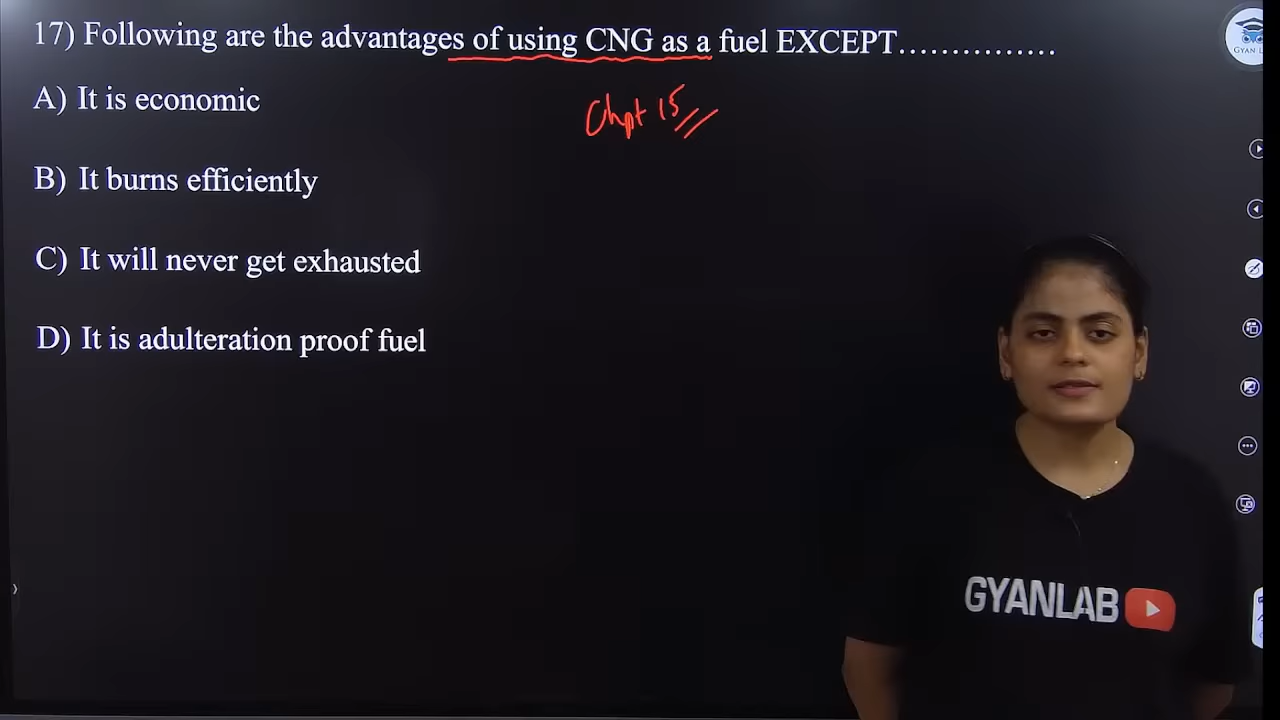 17) Following are the advantages of using CNG as a fuel EXCEPT...............
Chpt 15
A) It is economic
B) It burns efficiently
C) It will never get exhausted
D) It is adulteration proof fuel
GYANLAB
GYAN L